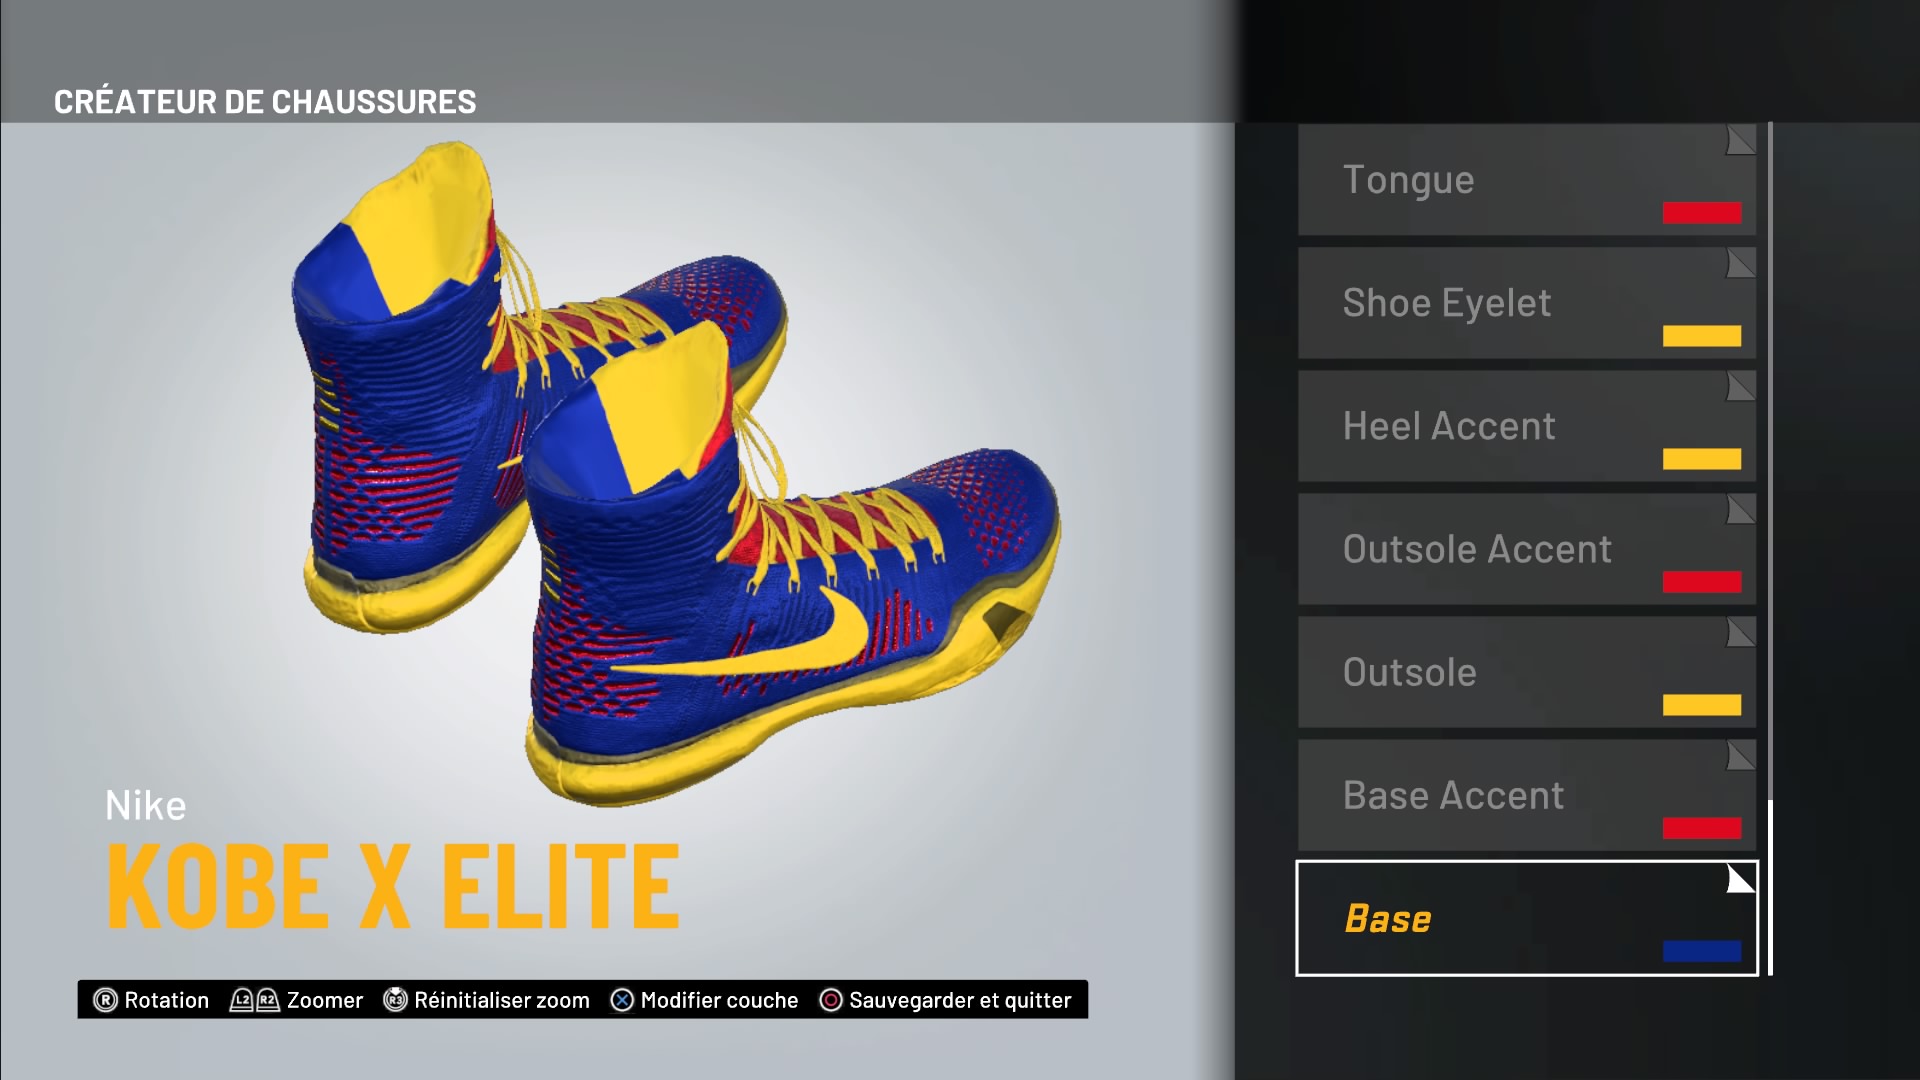 CRÉATEUR DE CHAUSSURES
Tongue
Shoe Eyelet
Heel Accent
Outsole Accent
Outsole
Base Accent
Base
Nike
KOBE X ELITE
R Rotation L2 R2 Zoomer R3 Réinitialiser zoom Modifier couche Sauvegarder et quitter